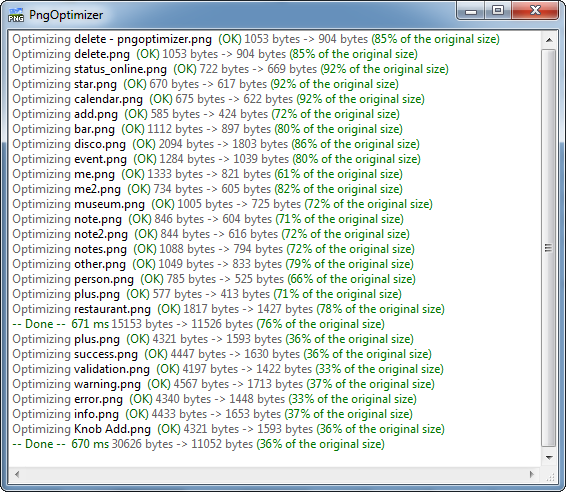 PngOptimizer
Optimizing delete - pngoptimizer.png (OK) 1053 bytes -> 904 bytes (85% of the original size)
Optimizing delete.png (OK) 1053 bytes -> 904 bytes (85% of the original size)
Optimizing status_online.png (OK) 722 bytes -> 669 bytes (92% of the original size)
Optimizing star.png (OK) 670 bytes -> 617 bytes (92% of the original size)
Optimizing calendar.png (OK) 675 bytes -> 622 bytes (92% of the original size)
Optimizing add.png (OK) 585 bytes -> 424 bytes (72% of the original size)
Optimizing bar.png (OK) 1112 bytes -> 897 bytes (80% of the original size)
Optimizing disco.png (OK) 2094 bytes -> 1803 bytes (86% of the original size)
Optimizing event.png (OK) 1284 bytes -> 1039 bytes (80% of the original size)
Optimizing me.png (OK) 1333 bytes -> 821 bytes (61% of the original size)
Optimizing me2.png (OK) 734 bytes -> 605 bytes (82% of the original size)
Optimizing museum.png (OK) 1005 bytes -> 725 bytes (72% of the original size)
Optimizing note.png (OK) 846 bytes -> 604 bytes (71% of the original size)
Optimizing note2.png (OK) 844 bytes -> 616 bytes (72% of the original size)
Optimizing notes.png (OK) 1088 bytes -> 794 bytes (72% of the original size)
Optimizing other.png (OK) 1049 bytes -> 833 bytes (79% of the original size)
Optimizing person.png (OK) 785 bytes -> 525 bytes (66% of the original size)
Optimizing plus.png (OK) 577 bytes -> 413 bytes (71% of the original size)
Optimizing restaurant.png (OK) 1817 bytes -> 1427 bytes (78% of the original size)
-- Done -- 671 ms 15153 bytes -> 11526 bytes (76% of the original size)
Optimizing plus.png (OK) 4321 bytes -> 1593 bytes (36% of the original size)
Optimizing success.png (OK) 4447 bytes -> 1630 bytes (36% of the original size)
Optimizing validation.png (OK) 4197 bytes -> 1422 bytes (33% of the original size)
Optimizing warning.png (OK) 4567 bytes -> 1713 bytes (37% of the original size)
Optimizing error.png (OK) 4340 bytes -> 1448 bytes (33% of the original size)
Optimizing info.png (OK) 4433 bytes -> 1653 bytes (37% of the original size)
Optimizing Knob Add.png (OK) 4321 bytes -> 1593 bytes (36% of the original size)
-- Done -- 670 ms 30626 bytes -> 11052 bytes (36% of the original size)